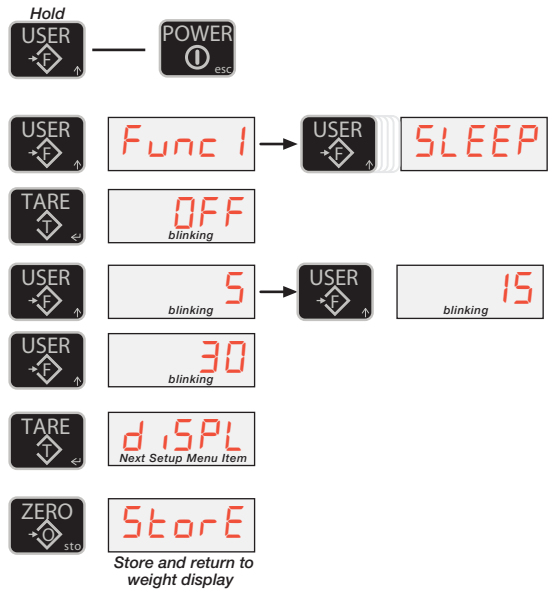 Hold
USER F POWER esc
USER F Func 1 USER F SLEEP
TARE T OFF
blinking
USER F 5 USER F 15
blinking blinking
USER F 30
blinking
TARE T diSPL
Next Setup Menu Item
ZERO O sto StorE
Store and return to
weight display